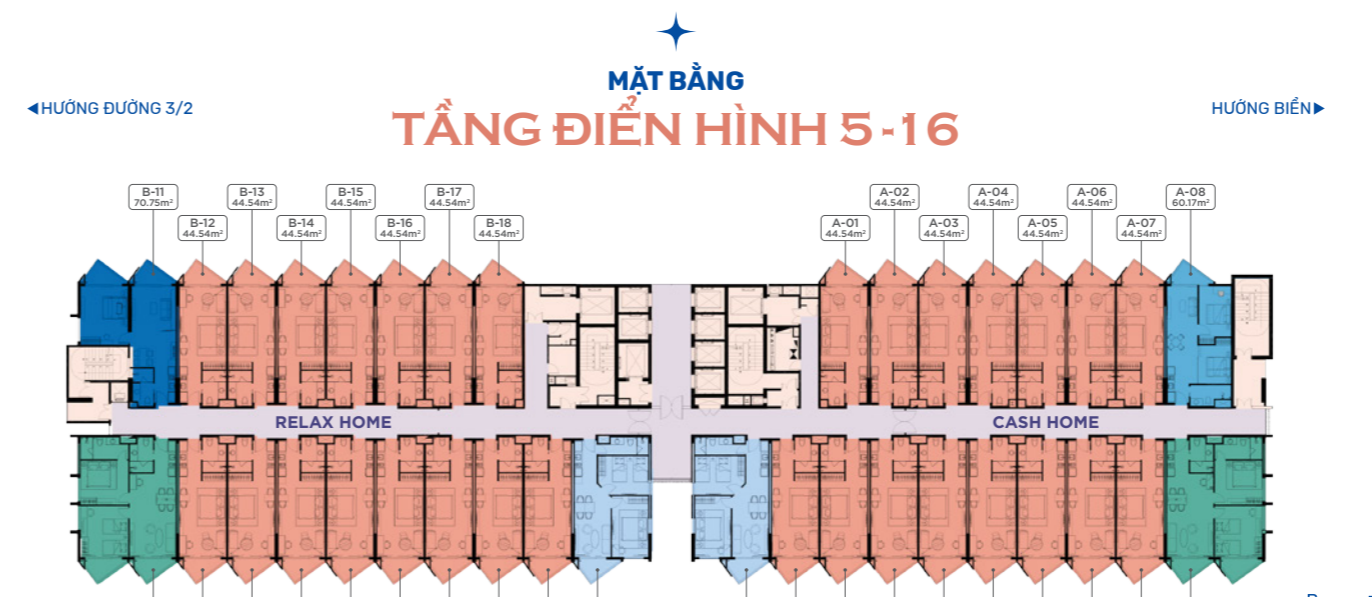 MẶT BẰNG
◀HƯỚNG ĐƯỜNG 3/2
HƯỚNG BIỂN▶
TẦNG ĐIỂN HÌNH 5-16
B-11
70.75m²
B-12
44.54m²
B-13
44.54m²
B-14
44.54m²
B-15
44.54m²
B-16
44.54m²
B-17
44.54m²
B-18
44.54m²
A-01
44.54m²
A-02
44.54m²
A-03
44.54m²
A-04
44.54m²
A-05
44.54m²
A-06
44.54m²
A-07
44.54m²
A-08
60.17m²
RELAX HOME
CASH HOME